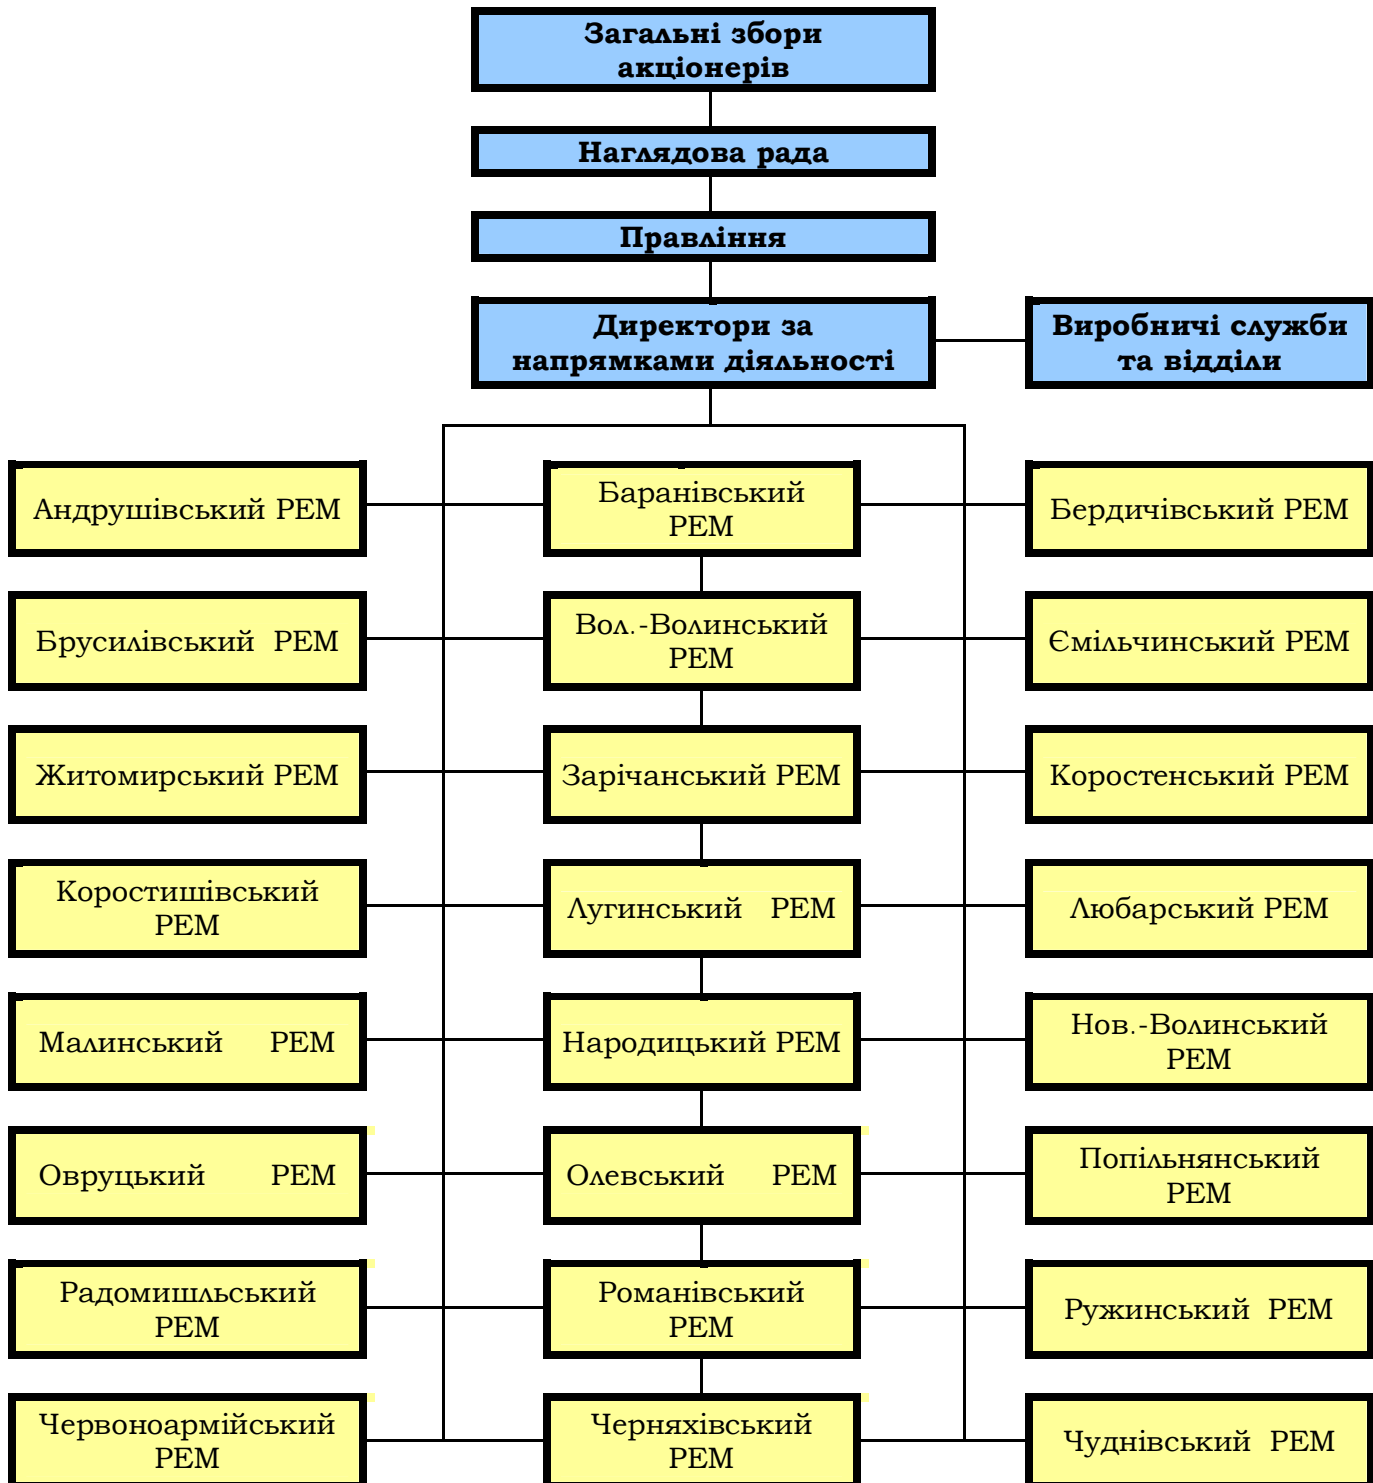 Загальні збори
акціонерів
Наглядова рада
Правління
Директори за
напрямками діяльності
Виробничі служби
та відділи
Андрушівський РЕМ
Баранівський
РЕМ
Бердичівський РЕМ
Брусилівський РЕМ
Вол.-Волинський
РЕМ
Ємільчинський РЕМ
Житомирський РЕМ
Зарічанський РЕМ
Коростенський РЕМ
Коростишівський
РЕМ
Лугинський РЕМ
Любарський РЕМ
Малинський РЕМ
Народицький РЕМ
Нов.-Волинський
РЕМ
Овруцький РЕМ
Олевський РЕМ
Попільнянський
РЕМ
Радомишльський
РЕМ
Романівський
РЕМ
Ружинський РЕМ
Червоноармійський
РЕМ
Черняхівський
РЕМ
Чуднівський РЕМ